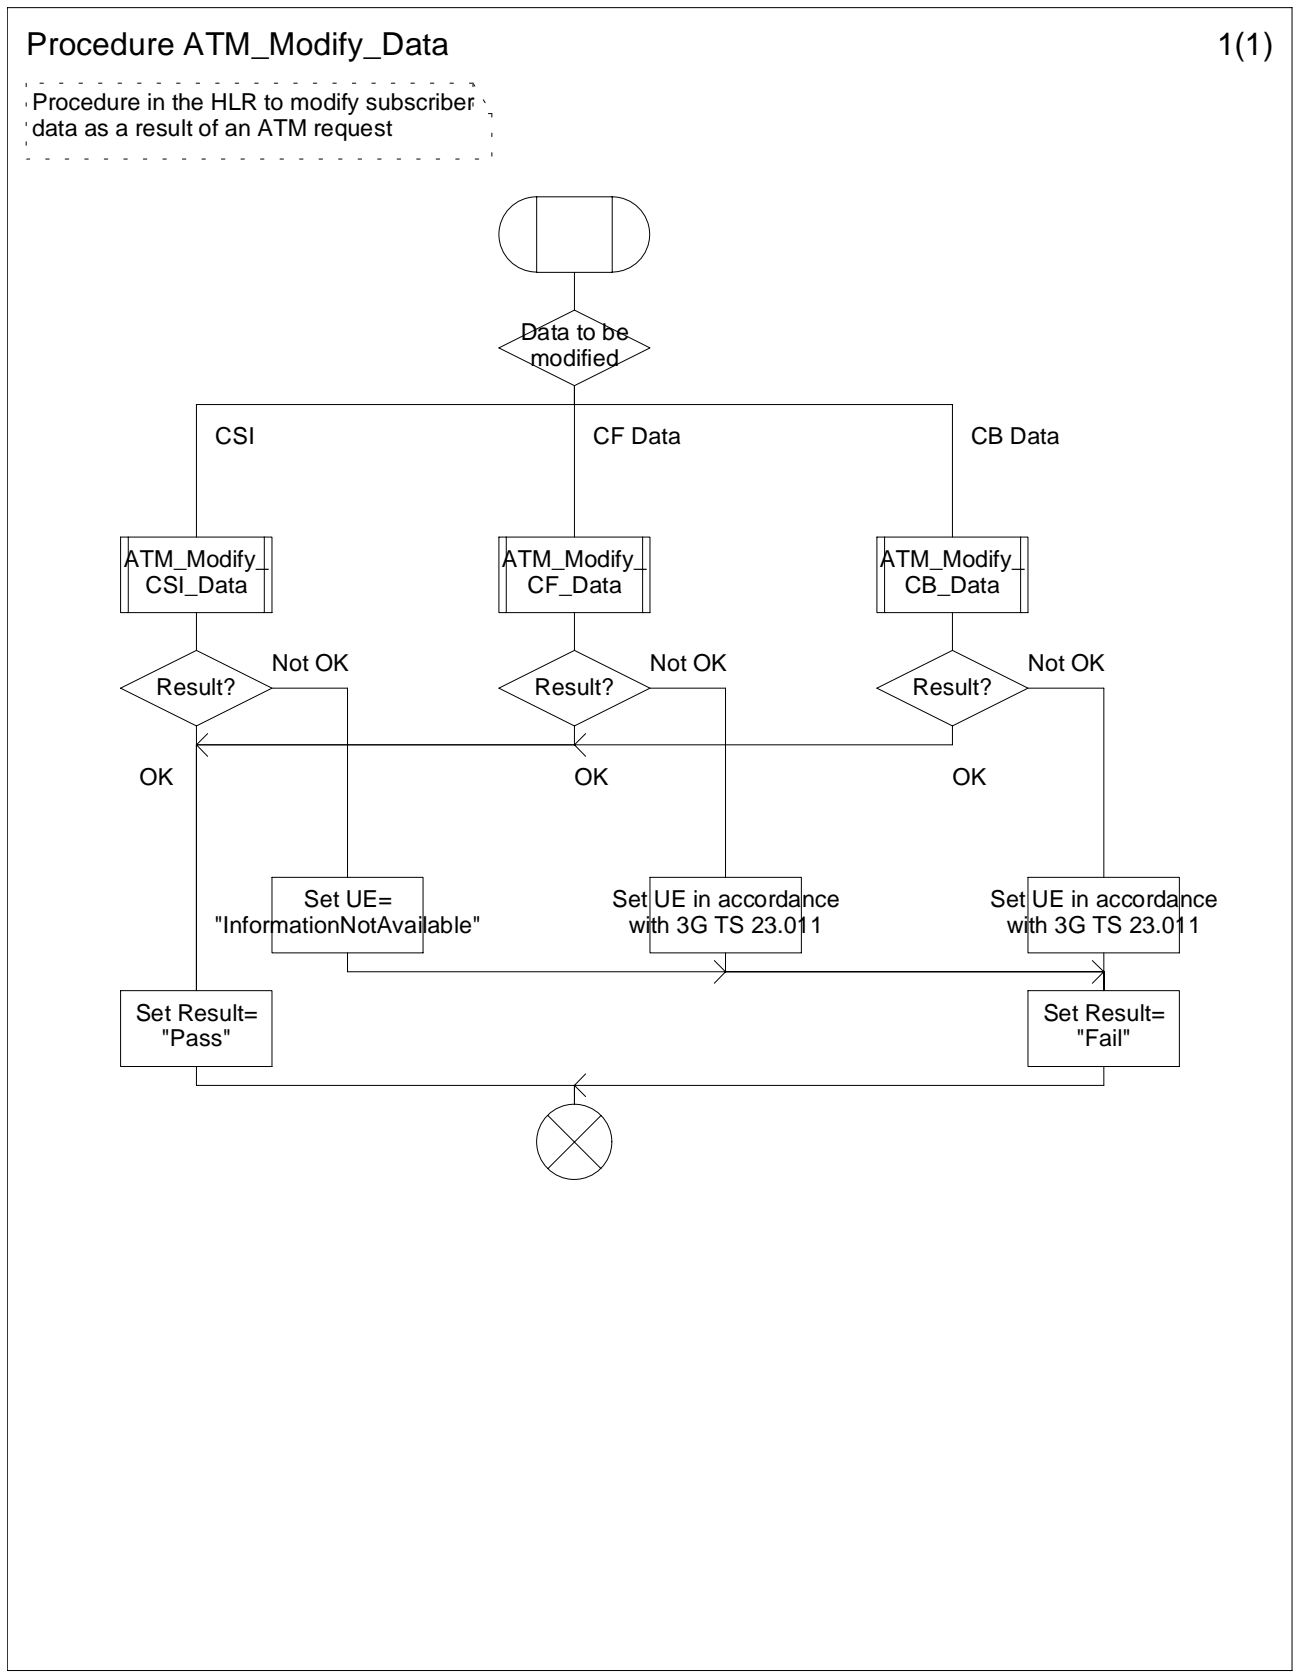 Procedure ATM_Modify_Data
1(1)
Procedure in the HLR to modify subscriber
data as a result of an ATM request
Data to be
modified
CSI
CF Data
CB Data
ATM_Modify_
CSI_Data
ATM_Modify_
CF_Data
ATM_Modify_
CB_Data
Result?
Not OK
Result?
Not OK
Result?
Not OK
OK
OK
OK
Set UE=
"InformationNotAvailable"
Set UE in accordance
with 3G TS 23.011
Set UE in accordance
with 3G TS 23.011
Set Result=
"Pass"
Set Result=
"Fail"